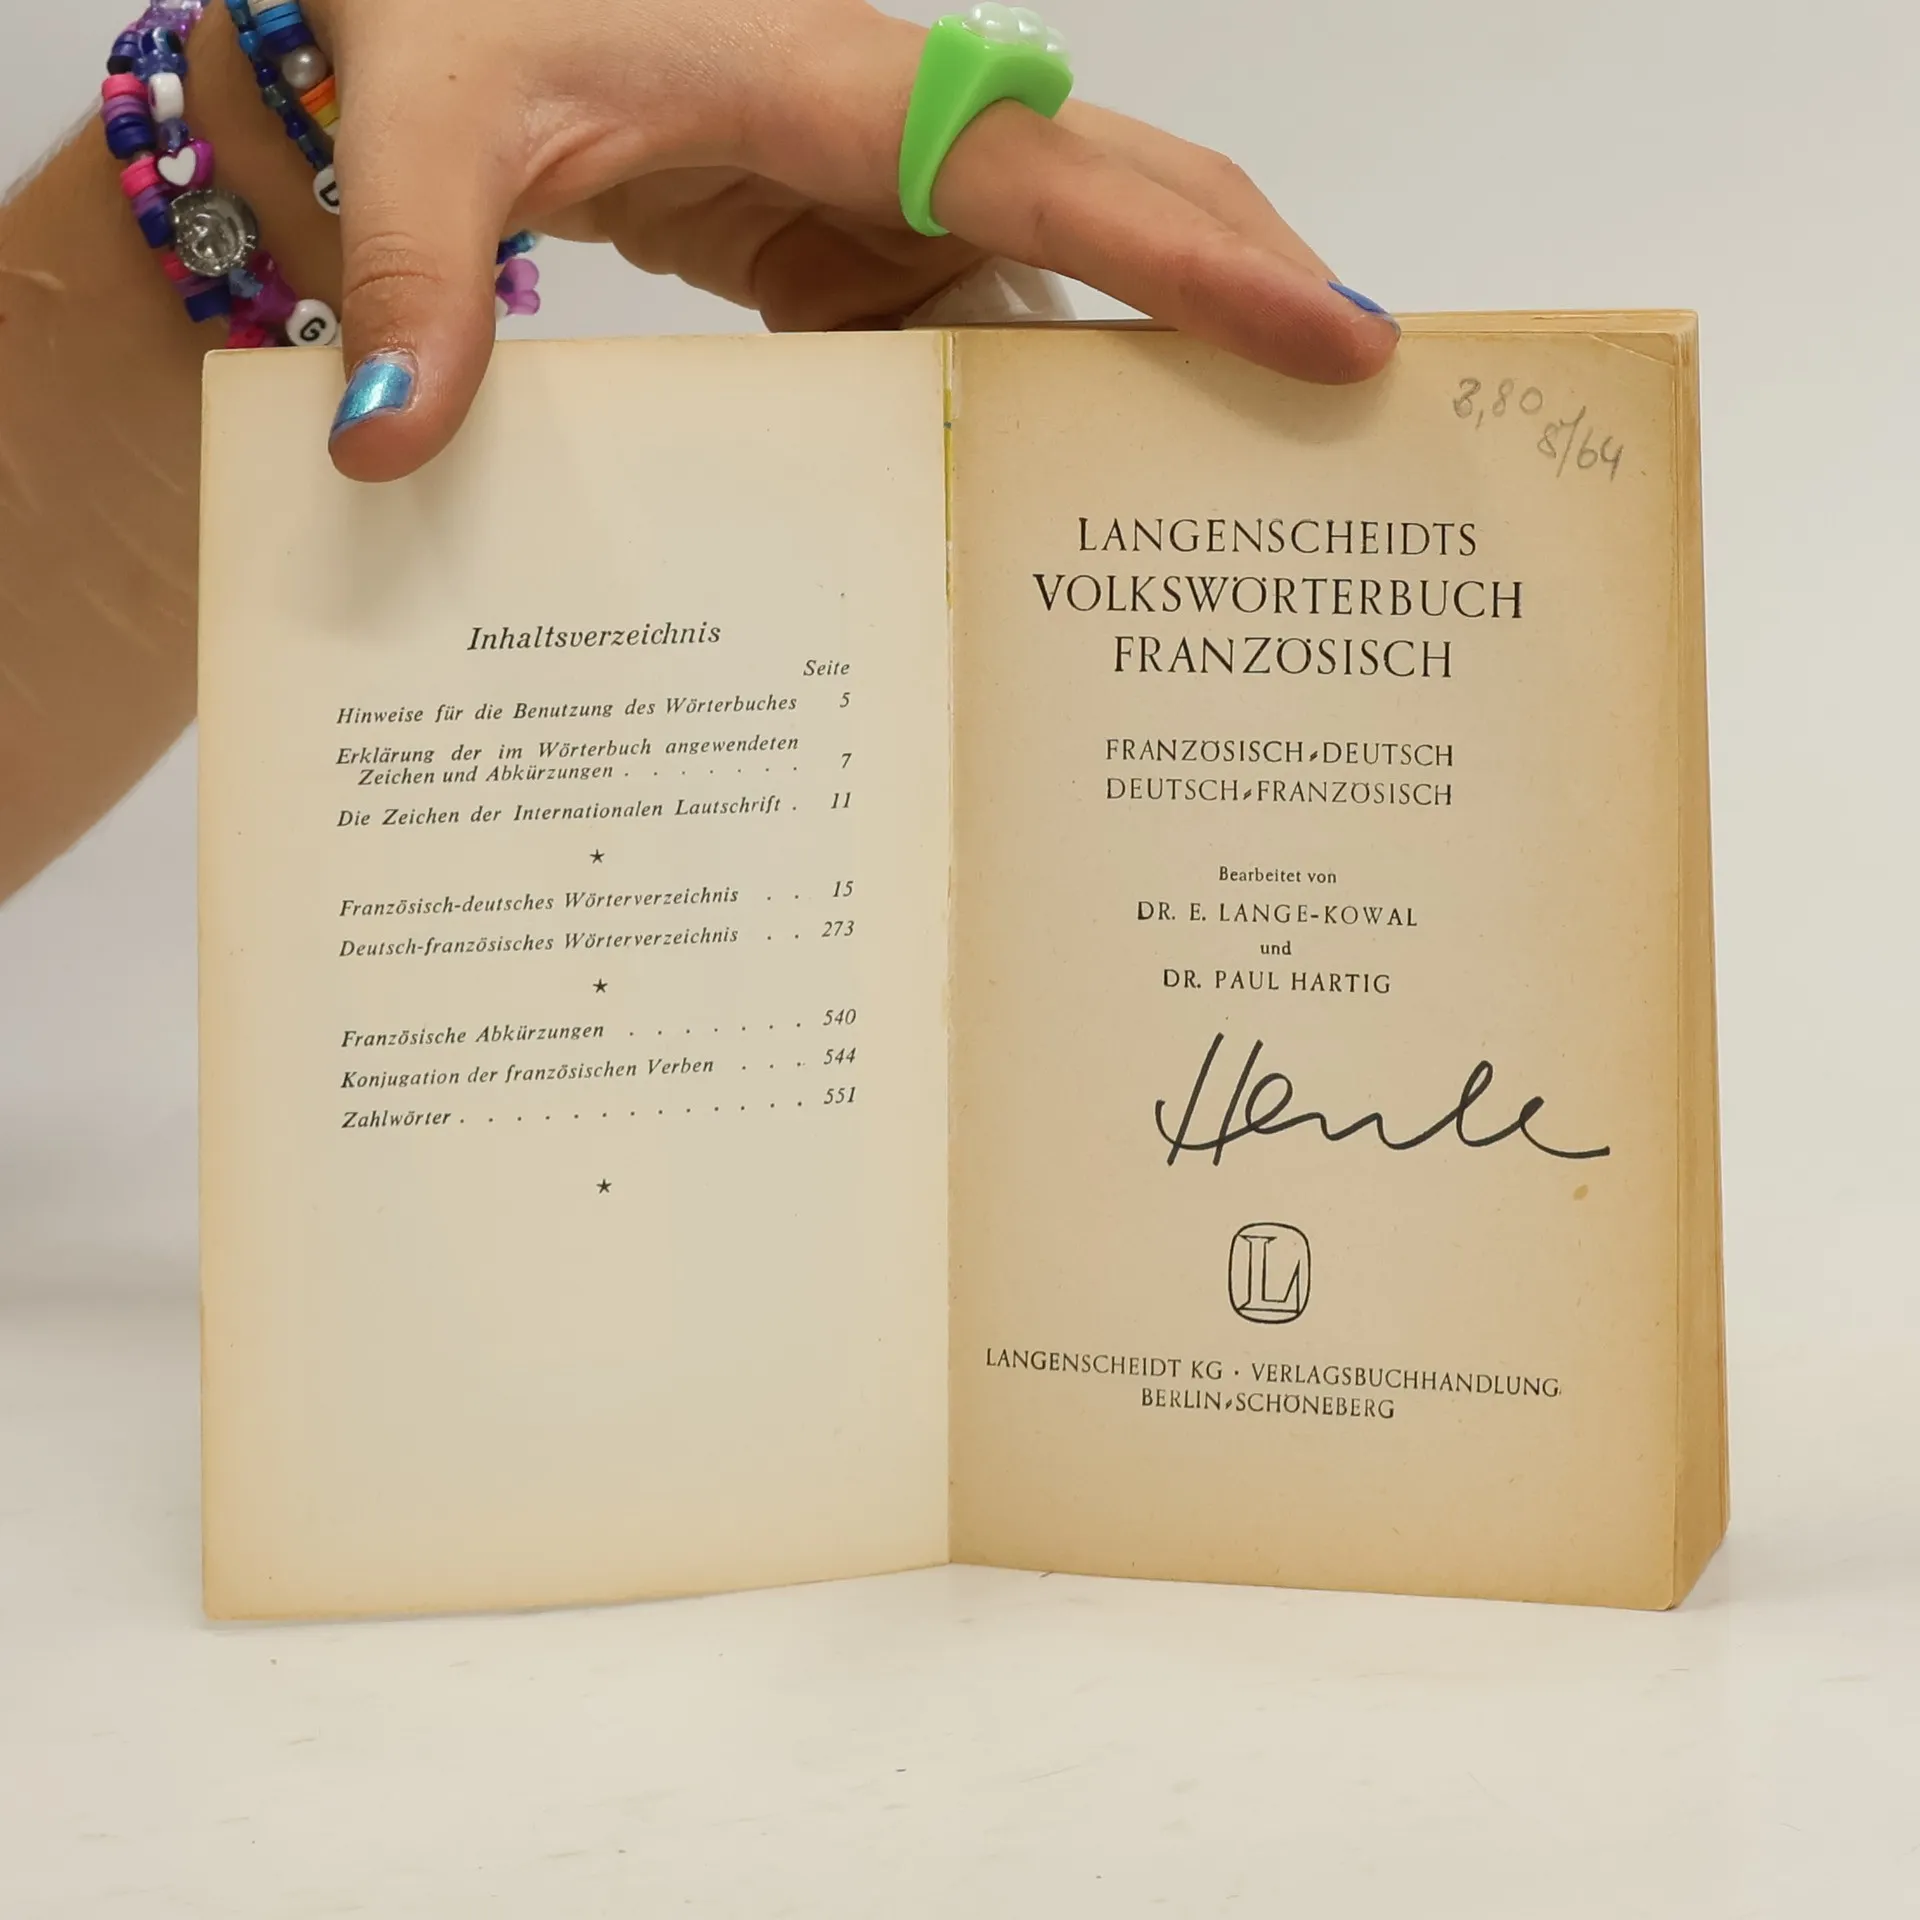 G
Inhaltsverzeichnis
Seite
Hinweise für die Benutzung des Wörterbuches 5
Erklärung der im Wörterbuch angewendeten
Zeichen und Abkürzungen . . . . . . . 7
Die Zeichen der Internationalen Lautschrift . 11
★
Französisch-deutsches Wörterverzeichnis . . 15
Deutsch-französisches Wörterverzeichnis . . 273
★
Französische Abkürzungen . . . . . . . 540
Konjugation der französischen Verben . . . 544
Zahlwörter . . . . . . . . . . . . . 551
★
3,80
8/64
LANGENSCHEIDTS
VOLKSWÖRTERBUCH
FRANZÖSISCH
FRANZÖSISCH-DEUTSCH
DEUTSCH-FRANZÖSISCH
Bearbeitet von
DR. E. LANGE-KOWAL
und
DR. PAUL HARTIG
Henle
L
LANGENSCHEIDT KG · VERLAGSBUCHHANDLUNG
BERLIN-SCHÖNEBERG